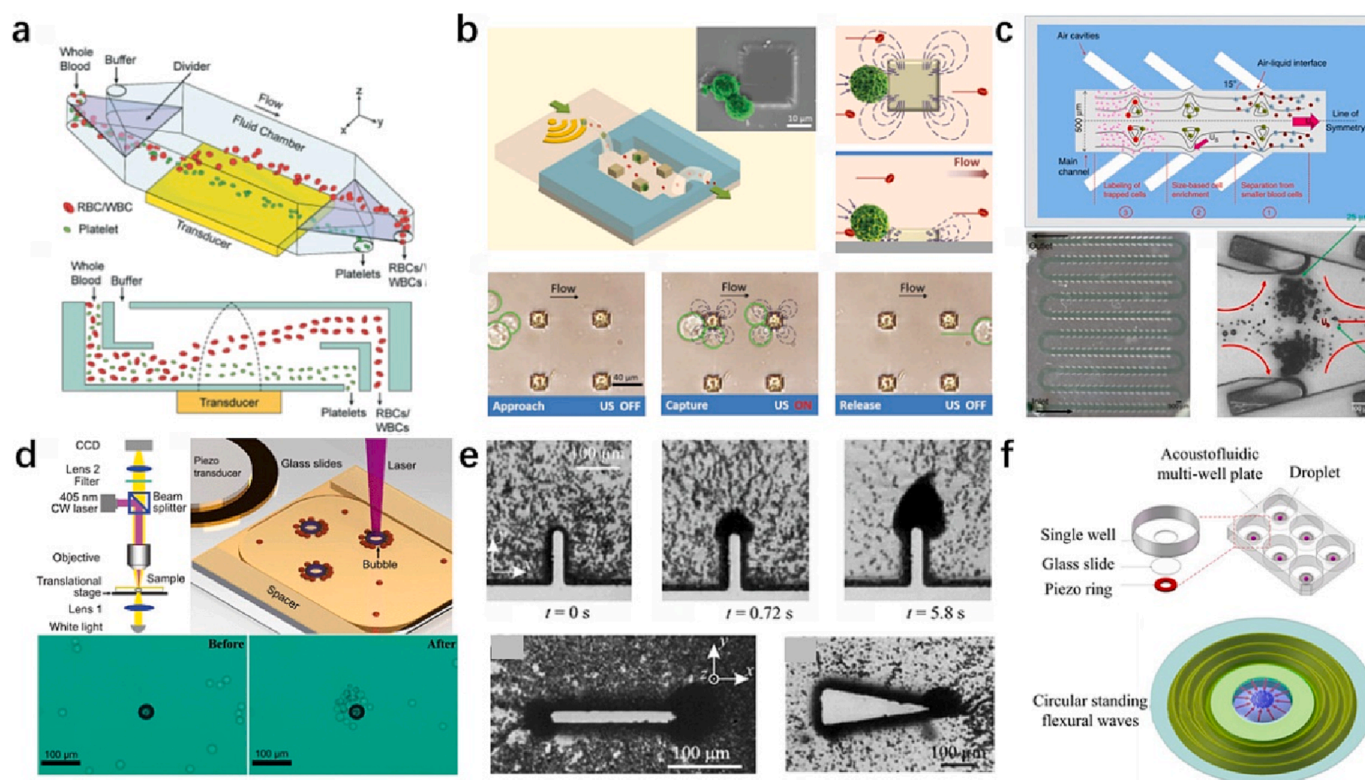 a
Whole
Blood
Buffer
Divider
Flow
Fluid Chamber
z
x
y
RBC/WBC
Platelet
Transducer
Platelets
RBCs/
WBCs
Whole
Blood
Buffer
Transducer
Platelets
RBCs/
WBCs
b
10 μm
Flow
Flow
40 μm
Approach
US OFF
Flow
Capture
US ON
Flow
Release
US OFF
c
Air cavities
Air-liquid interface
15°
500 μm
Line of
Symmetry
Main
channel
Labeling of
trapped cells
Size-based cell
enrichment
Separation from
smaller blood cells
3
2
1
Outlet
Inlet
d
CCD
Lens 2
Filter
405 nm
CW laser
Beam
splitter
Objective
Translational
stage
Sample
Lens 1
White light
Piezo
transducer
Glass slides
Laser
Bubble
Spacer
Before
100 μm
After
100 μm
e
100 μm
t = 0 s
t = 0.72 s
t = 5.8 s
y
z
x
100 μm
100 μm
f
Acoustofluidic
multi-well plate
Droplet
Single well
Glass slide
Piezo ring
Circular standing
flexural waves